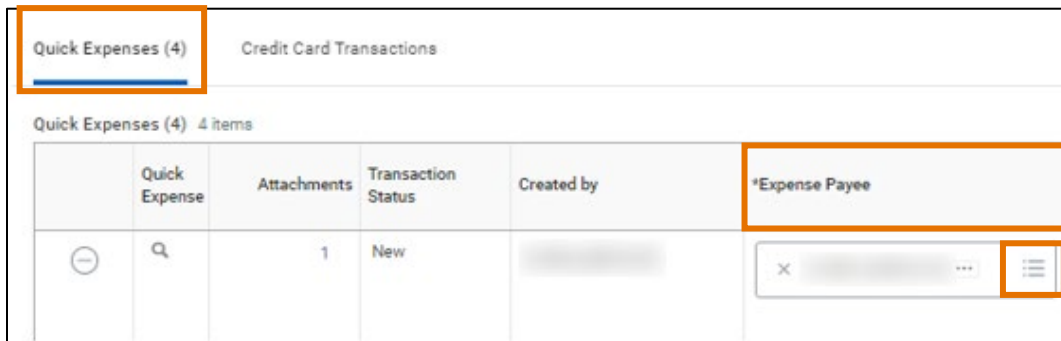 Quick Expenses (4) Credit Card Transactions
Quick Expenses (4) 4 items
Quick Expense Attachments Transaction Status Created by *Expense Payee
1 New